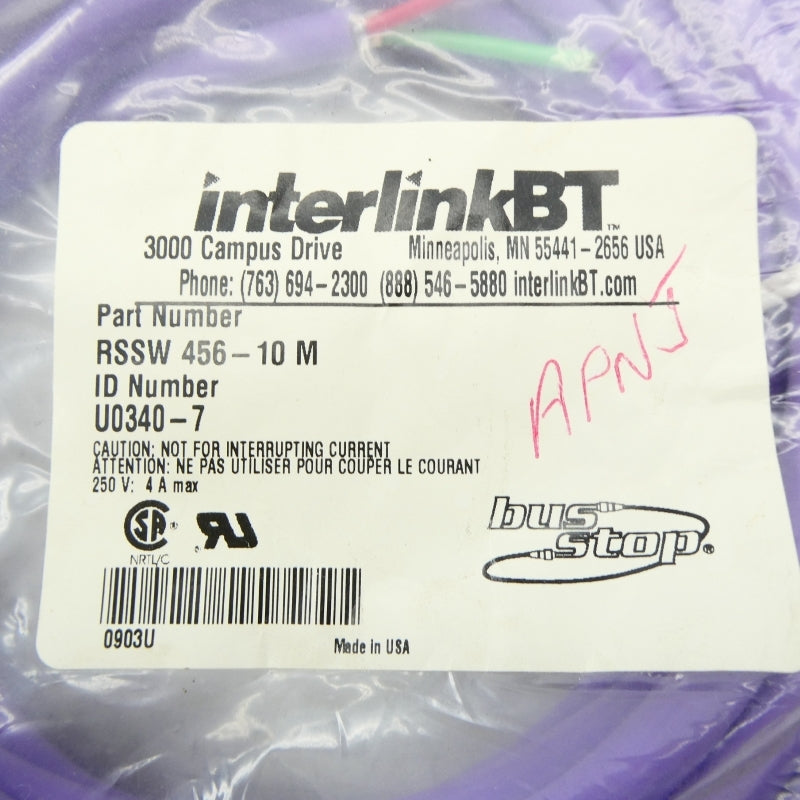 interlinkBT™
3000 Campus Drive Minneapolis, MN 55441-2656 USA
Phone: (763) 694-2300 (888) 546-5880 interlinkBT.com
Part Number
RSSW 456-10 M
ID Number
U0340-7
APNJ
CAUTION: NOT FOR INTERRUPTING CURRENT
ATTENTION: NE PAS UTILISER POUR COUPER LE COURANT
250 V: 4 A max
SA ® RU ®
NRTL/C
bus stop®
0903U
Made in USA